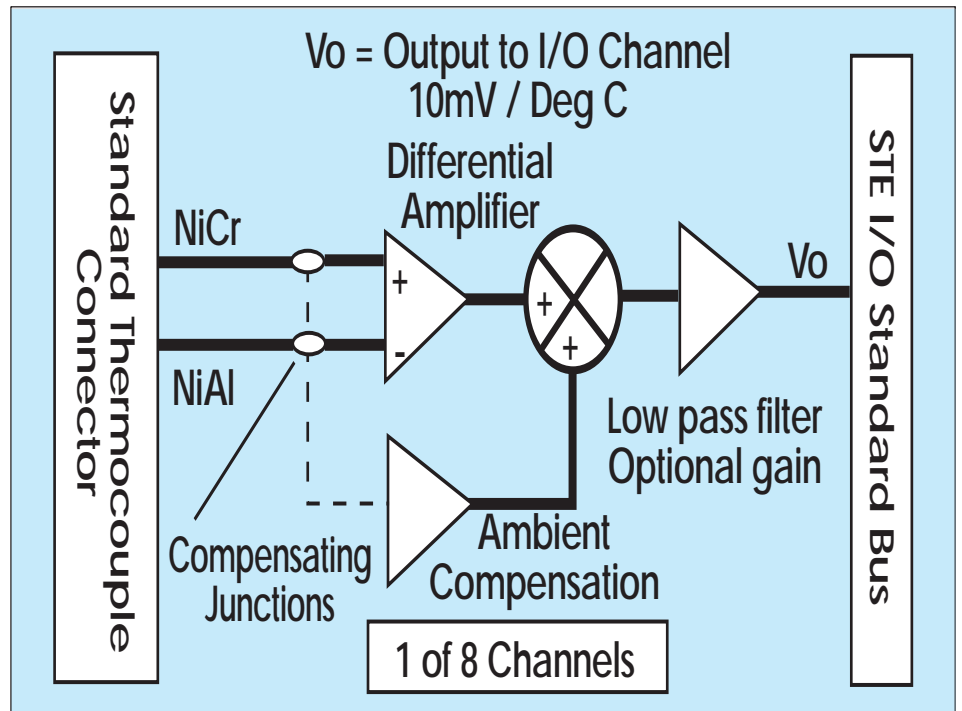 Vo = Output to I/O Channel
10mV / Deg C
Standard Thermocouple
Connector
NiCr
NiAl
Differential
Amplifier
+
-
+
+
Vo
STE I/O Standard Bus
Low pass filter
Optional gain
Compensating
Junctions
Ambient
Compensation
1 of 8 Channels